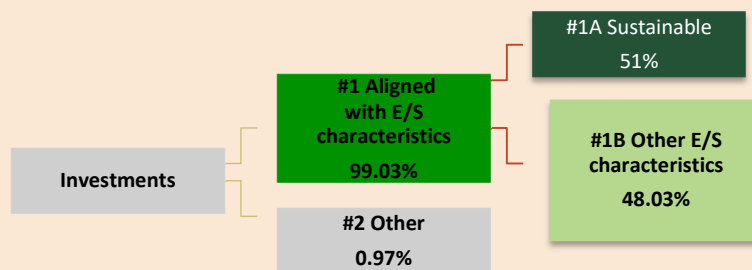 Investments
#1 Aligned
with E/S
characteristics
99.03%
#2 Other
0.97%
#1A Sustainable
51%
#1B Other E/S
characteristics
48.03%